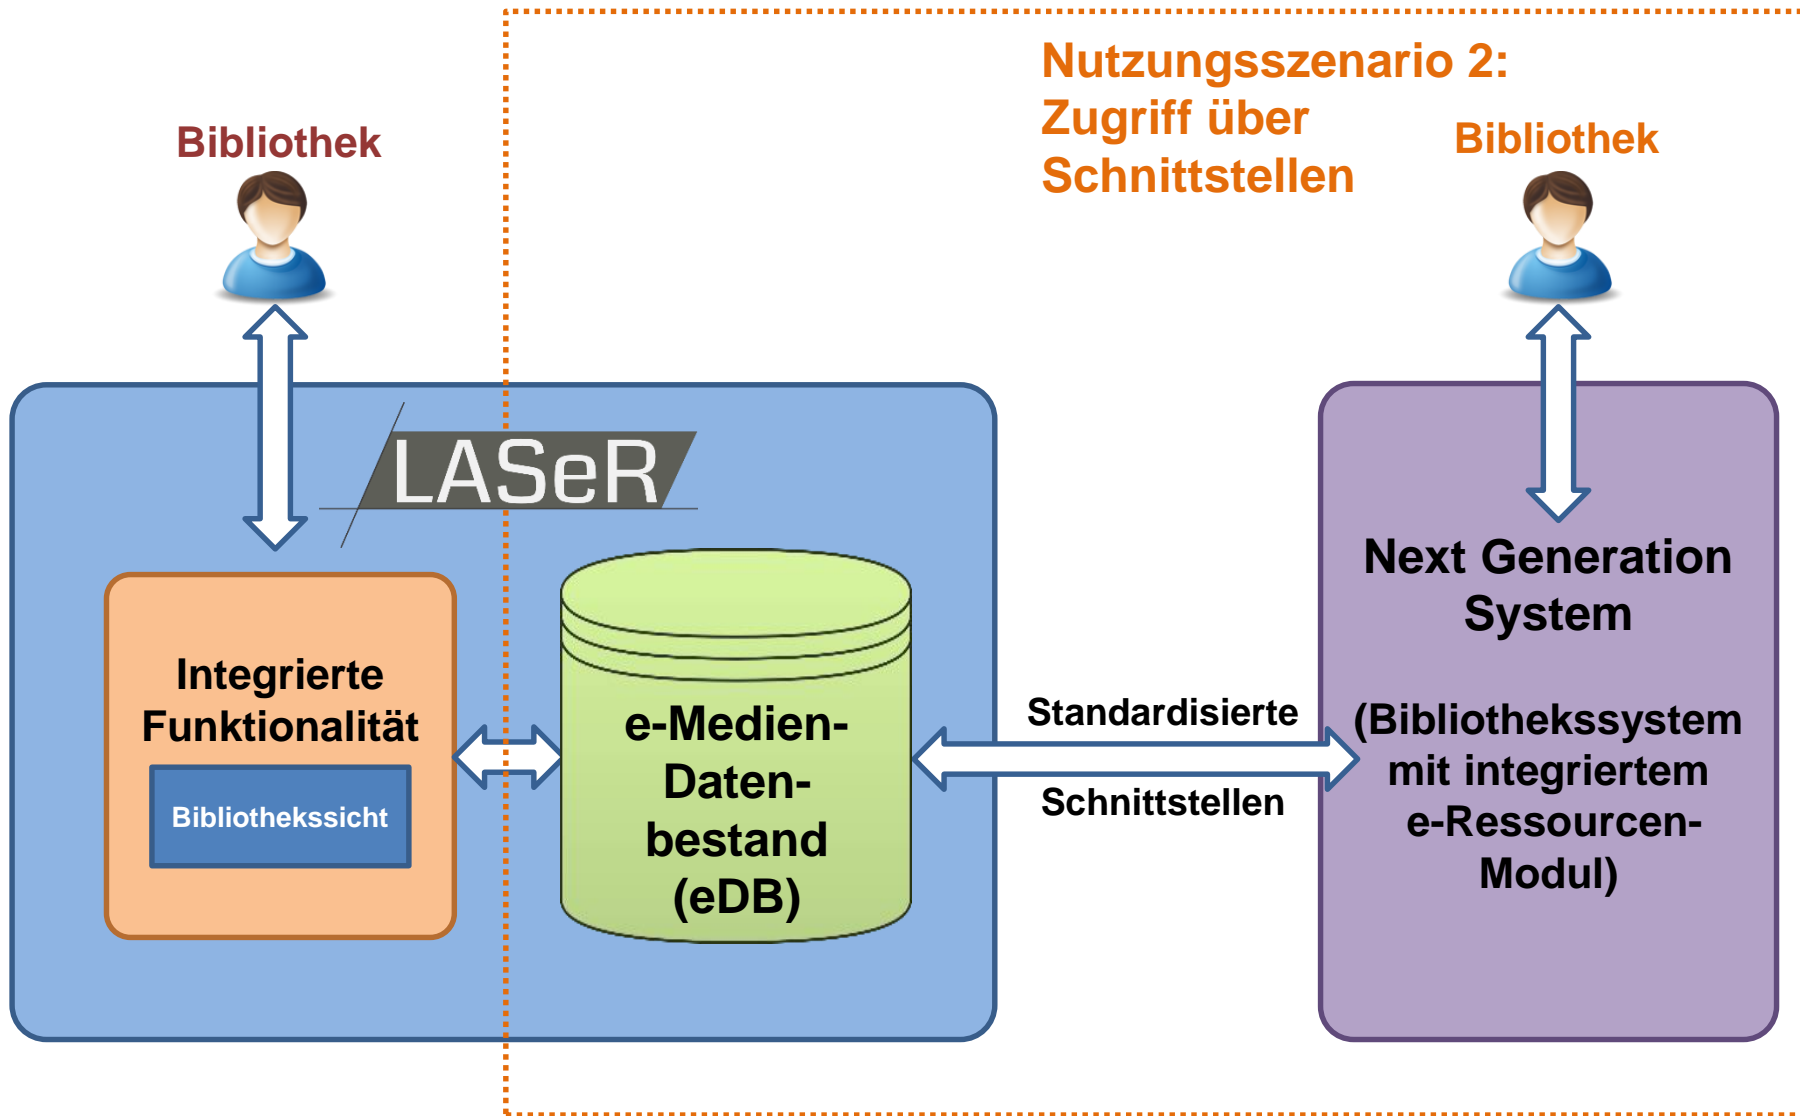 Nutzungsszenario 2:
Zugriff über
Schnittstellen
Bibliothek
Bibliothek
LASeR
Integrierte
Funktionalität
Bibliothekssicht
e-Medien-
Daten-
bestand
(eDB)
Standardisierte
Schnittstellen
Next Generation
System
(Bibliothekssystem
mit integriertem
e-Ressourcen-
Modul)